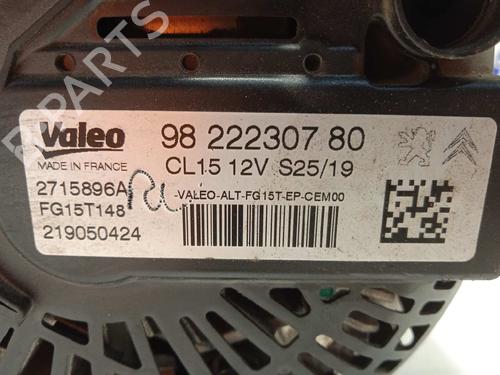 Valeo
MADE IN FRANCE
98 222307 80
CL15 12V S25/19
2715896A
FG15T148
219050424
-VALEO-ALT-FG15T-EP-CEM00
PARTS